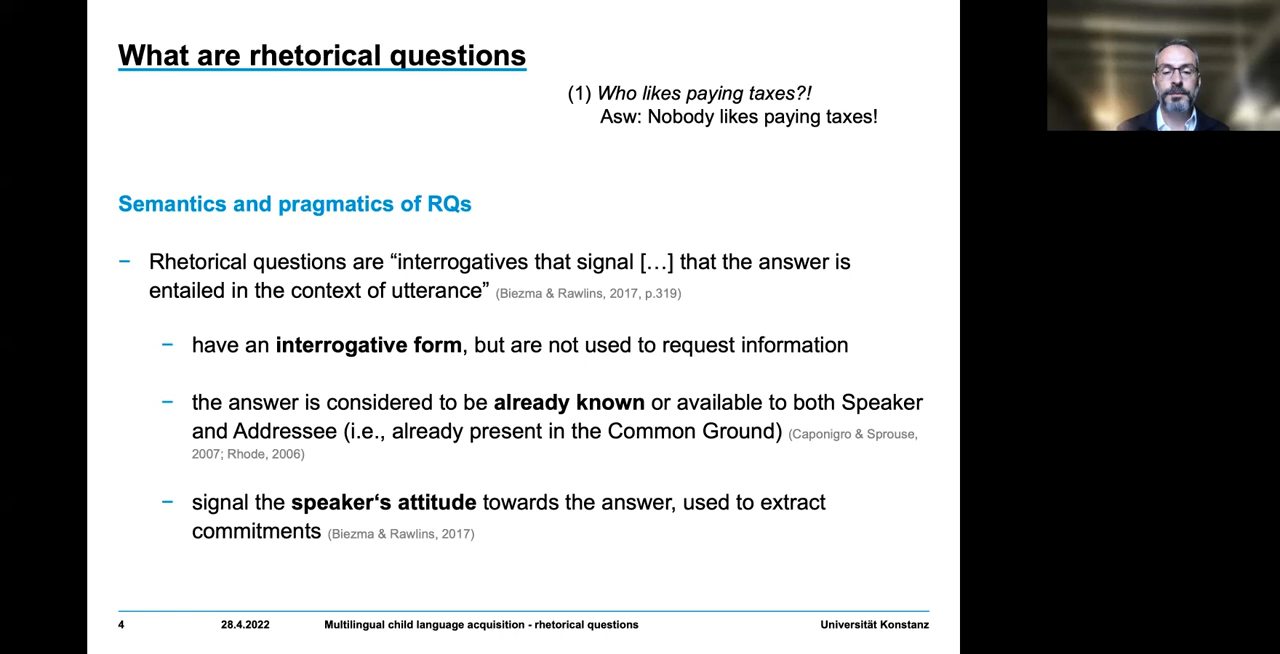 What are rhetorical questions
(1) Who likes paying taxes?!
Asw: Nobody likes paying taxes!
Semantics and pragmatics of RQs
− Rhetorical questions are “interrogatives that signal […] that the answer is
entailed in the context of utterance” (Biezma & Rawlins, 2017, p.319)
− have an interrogative form, but are not used to request information
− the answer is considered to be already known or available to both Speaker
and Addressee (i.e., already present in the Common Ground) (Caponigro & Sprouse,
2007; Rhode, 2006)
− signal the speaker‘s attitude towards the answer, used to extract
commitments (Biezma & Rawlins, 2017)
4 28.4.2022 Multilingual child language acquisition - rhetorical questions Universität Konstanz